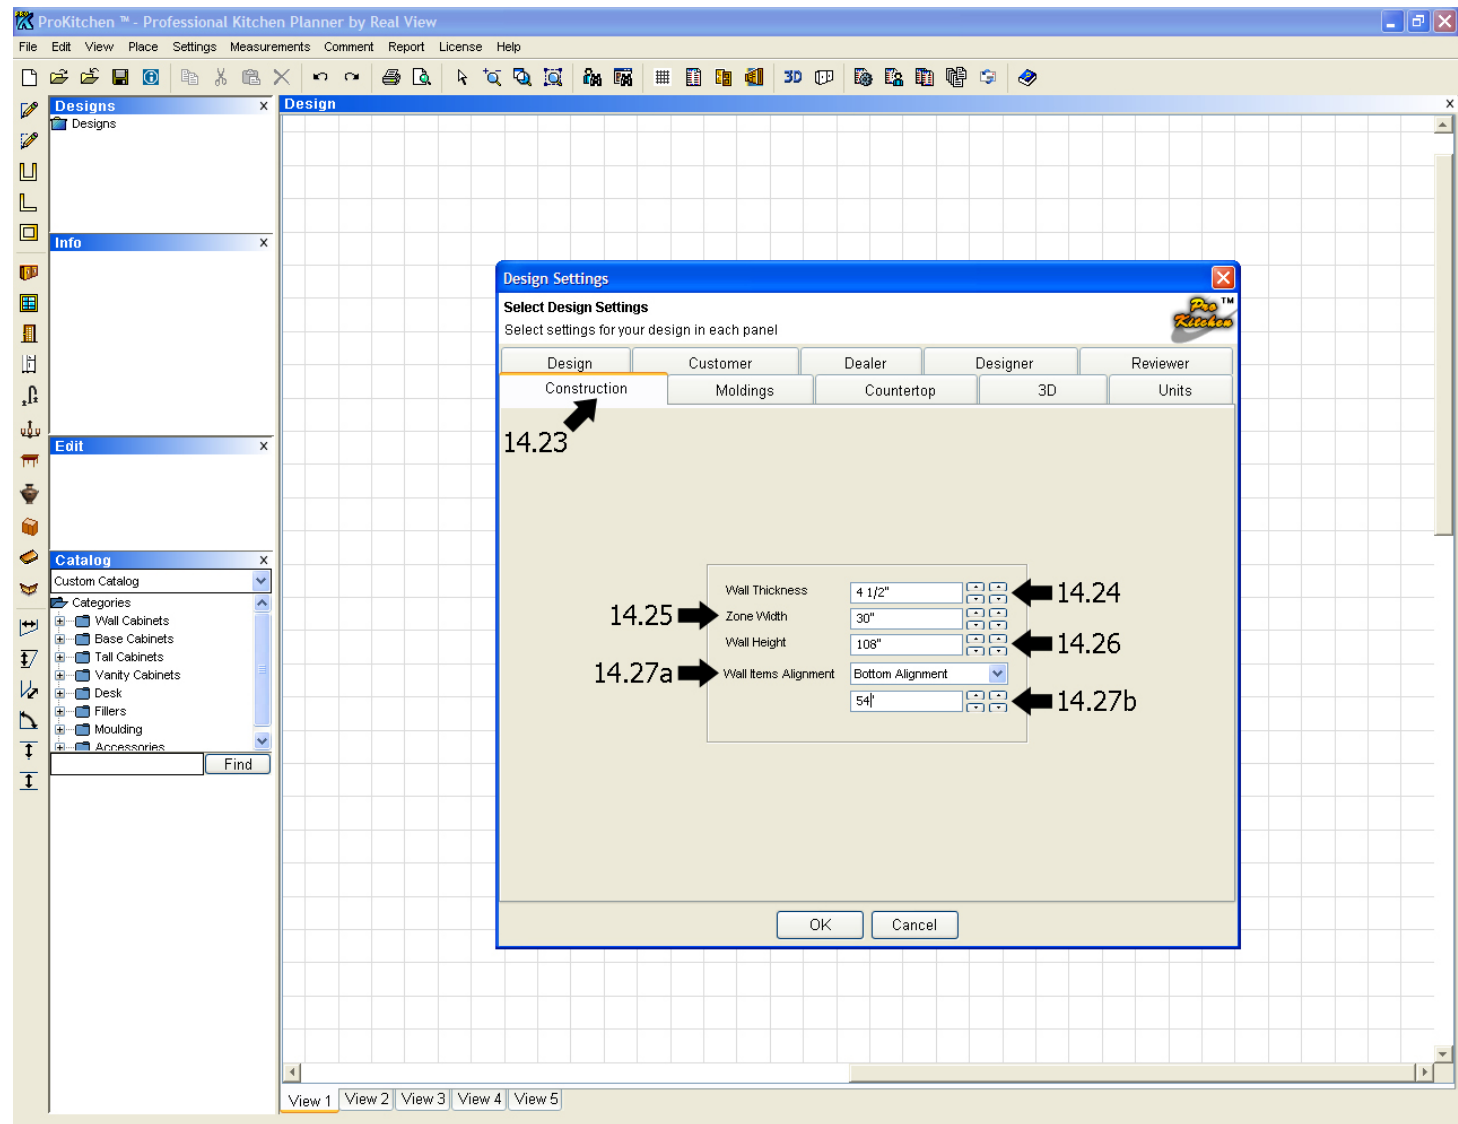 ProKitchen ™ - Professional Kitchen Planner by Real View
File Edit View Place Settings Measurements Comment Report License Help
3D
Designs x
Designs
Info x
Edit x
Catalog x
Custom Catalog
Categories
Wall Cabinets
Base Cabinets
Tall Cabinets
Vanity Cabinets
Desk
Fillers
Moulding
Accessories
Find
Design x
Design Settings
Select Design Settings
Select settings for your design in each panel
Pro Kitchen ™
Design Customer Dealer Designer Reviewer
Construction Moldings Countertop 3D Units
14.23
Wall Thickness 4 1/2" 14.24
14.25 Zone Width 30"
Wall Height 108" 14.26
14.27a Wall Items Alignment Bottom Alignment
54" 14.27b
OK Cancel
View 1 View 2 View 3 View 4 View 5